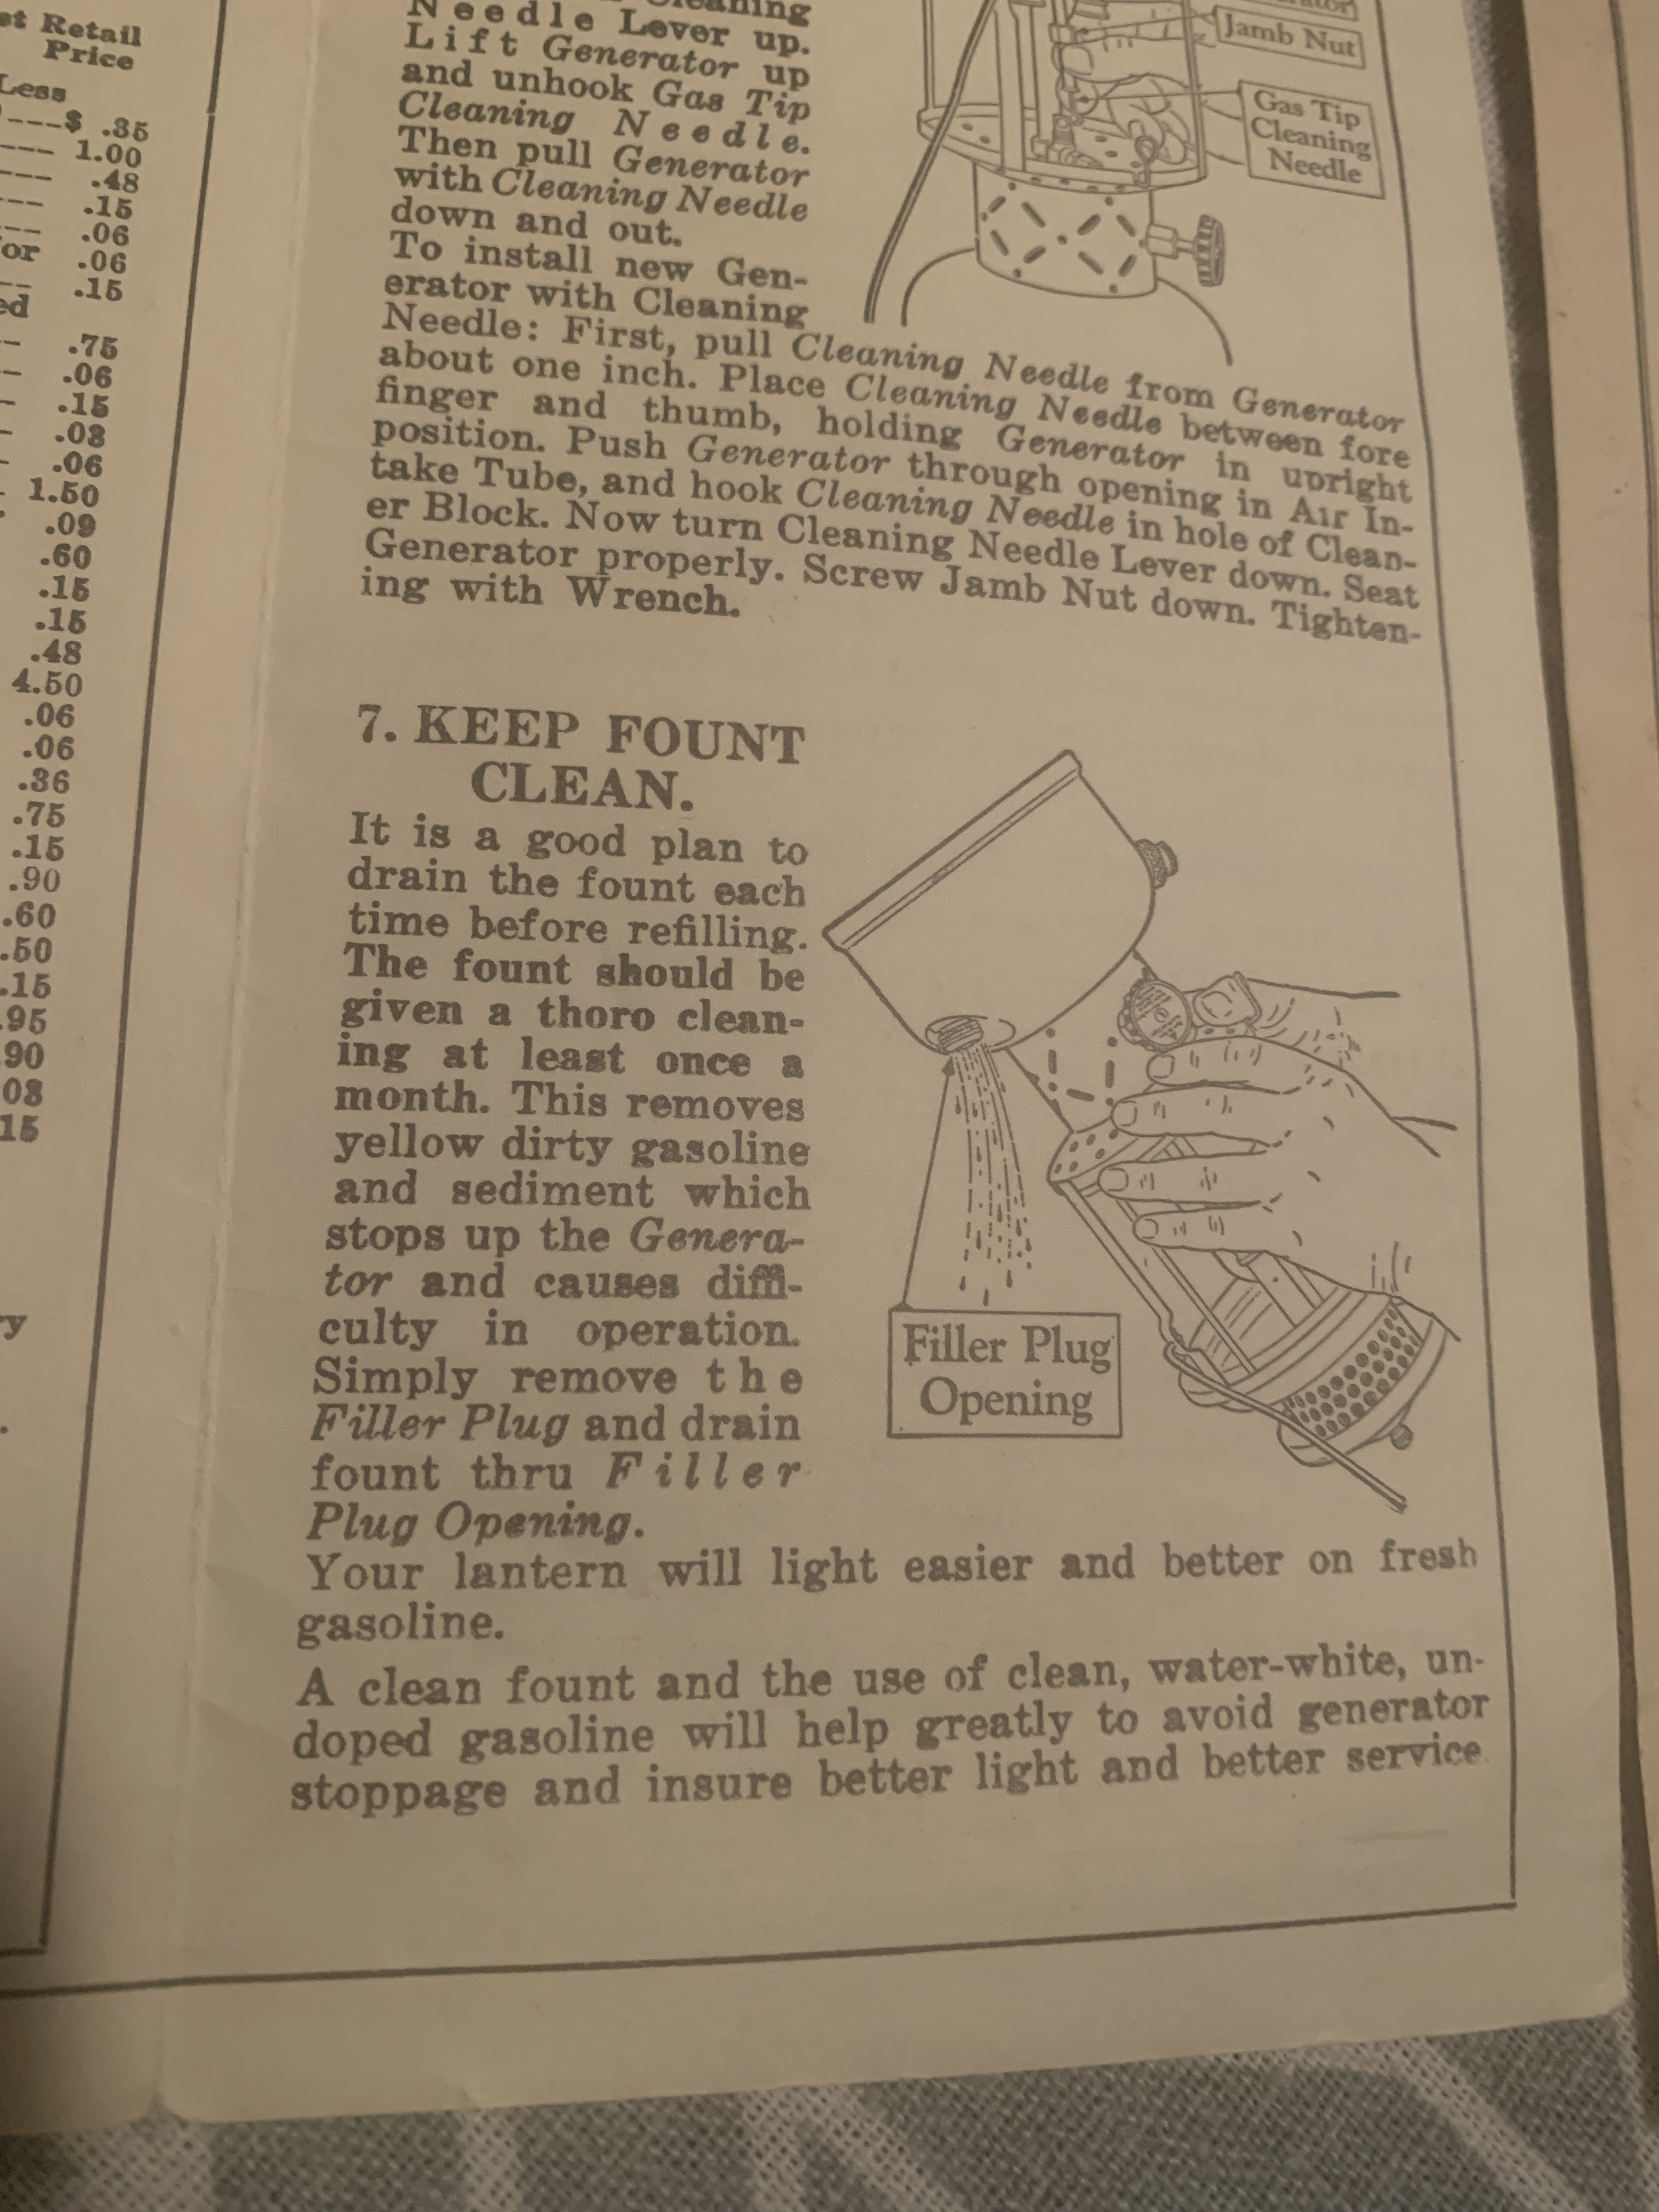 et Retail
Price
Less
---$ .35
--- 1.00
--- .48
--- .15
--- .06
or .06
-- .15
ed
-- .75
-- .06
- .15
- .08
- .06
- 1.50
.09
.60
.15
.15
.48
4.50
.06
.06
.36
.75
.15
.90
.60
.50
.15
.95
90
08
15
y
Needle Lever up.
Lift Generator up
and unhook Gas Tip
Cleaning Needle.
Then pull Generator
with Cleaning Needle
down and out.
To install new Gen-
erator with Cleaning
Needle: First, pull Cleaning Needle from Generator
about one inch. Place Cleaning Needle between fore
finger and thumb, holding Generator in upright
position. Push Generator through opening in Air In-
take Tube, and hook Cleaning Needle in hole of Clean-
er Block. Now turn Cleaning Needle Lever down. Seat
Generator properly. Screw Jamb Nut down. Tighten-
ing with Wrench.
Jamb Nut
Gas Tip
Cleaning
Needle
7. KEEP FOUNT
CLEAN.
It is a good plan to
drain the fount each
time before refilling.
The fount should be
given a thoro clean-
ing at least once a
month. This removes
yellow dirty gasoline
and sediment which
stops up the Genera-
tor and causes diffi-
culty in operation.
Simply remove the
Filler Plug and drain
fount thru Filler
Plug Opening.
Filler Plug
Opening
Your lantern will light easier and better on fresh
gasoline.
A clean fount and the use of clean, water-white, un-
doped gasoline will help greatly to avoid generator
stoppage and insure better light and better service